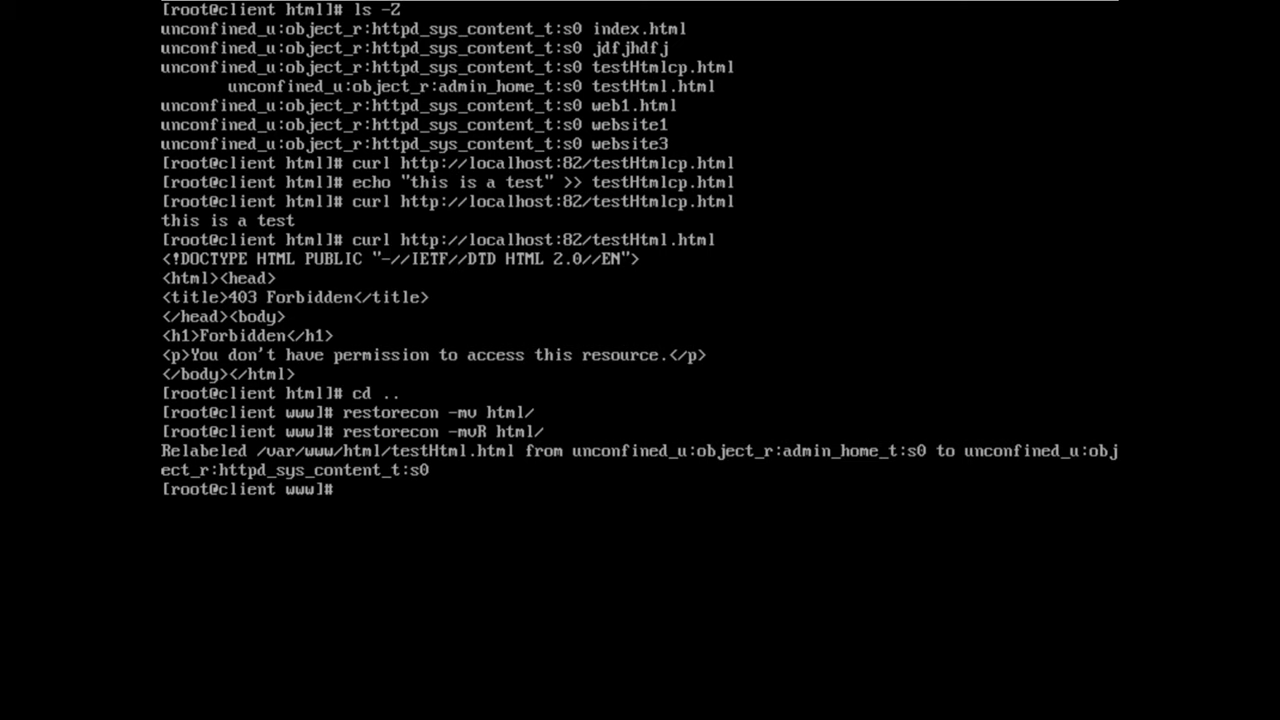 [root@client html]# ls -Z
unconfined_u:object_r:httpd_sys_content_t:s0 index.html
unconfined_u:object_r:httpd_sys_content_t:s0 jdfjhdfj
unconfined_u:object_r:httpd_sys_content_t:s0 testHtmlcp.html
unconfined_u:object_r:admin_home_t:s0 testHtml.html
unconfined_u:object_r:httpd_sys_content_t:s0 web1.html
unconfined_u:object_r:httpd_sys_content_t:s0 website1
unconfined_u:object_r:httpd_sys_content_t:s0 website3
[root@client html]# curl http://localhost:82/testHtmlcp.html
[root@client html]# echo "this is a test" >> testHtmlcp.html
[root@client html]# curl http://localhost:82/testHtmlcp.html
this is a test
[root@client html]# curl http://localhost:82/testHtml.html
<!DOCTYPE HTML PUBLIC "-//IETF//DTD HTML 2.0//EN">
<html><head>
<title>403 Forbidden</title>
</head><body>
<h1>Forbidden</h1>
<p>You don't have permission to access this resource.</p>
</body></html>
[root@client html]# cd ..
[root@client www]# restorecon -mv html/
[root@client www]# restorecon -mvR html/
Relabeled /var/www/html/testHtml.html from unconfined_u:object_r:admin_home_t:s0 to unconfined_u:obj
ect_r:httpd_sys_content_t:s0
[root@client www]#